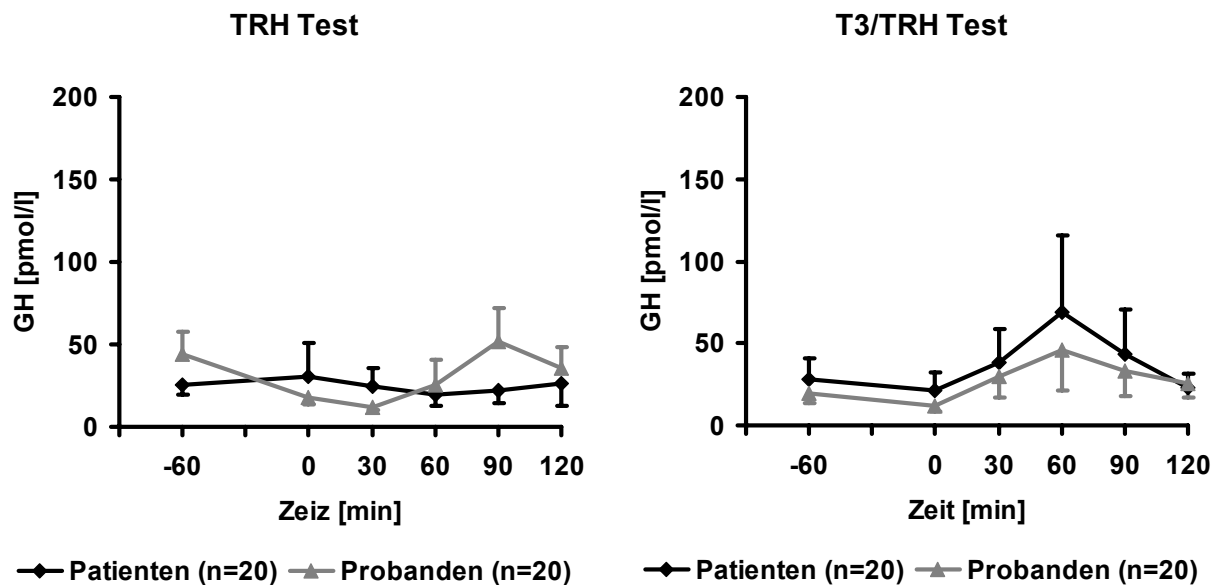 TRH Test
200
150
100
50
0
GH [pmol/l]
-60 0 30 60 90 120
Zeiz [min]
Patienten (n=20) Probanden (n=20)
T3/TRH Test
200
150
100
50
0
GH [pmol/l]
-60 0 30 60 90 120
Zeit [min]
Patienten (n=20) Probanden (n=20)